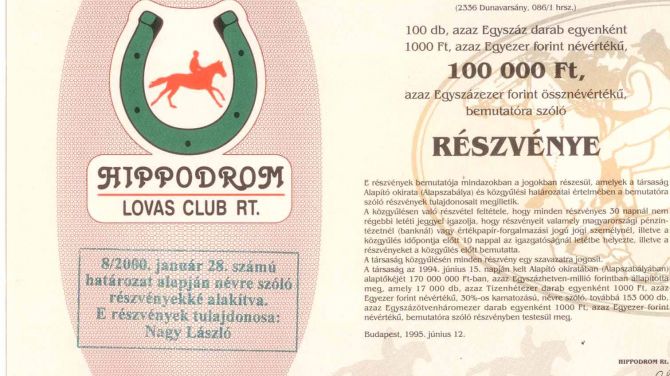 HIPPODROM
LOVAS CLUB RT.
8/2000. január 28. számú
határozat alapján névre szóló
részvényekké alakítva.
E részvények tulajdonosa:
Nagy László
(2336 Dunavarsány, 086/1 hrsz.)
100 db, azaz Egyszáz darab egyenként
1000 Ft, azaz Egyezer forint névértékű,
100 000 Ft,
azaz Egyszázezer forint össznévértékű,
bemutatóra szóló
RÉSZVÉNYE
E részvények bemutatója mindazokban a jogokban részesül, amelyek a társaság
Alapító okirata (Alapszabálya) és közgyűlési határozatai értelmében a bemutatóra
szóló részvények tulajdonosait megilletik.
A közgyűlésen való részvétel feltétele, hogy minden részvényes 30 napnál nem
régebbi letéti jeggyel igazolja, hogy részvényeit valamely magyarországi pénzin-
tézetnél (banknál) vagy értékpapír-forgalmazási jogú jogi személynél, illetve a
közgyűlés időpontja előtt 10 nappal az igazgatóságnál letétbe helyezte, illetve a
részvényeket a közgyűlés előtt bemutatta.
A társaság közgyűlésén minden részvény egy szavazatra jogosít.
A társaság az 1994. június 15. napján kelt Alapító okiratában (Alapszabályában)
alaptőkéjét 170 000 000 Ft-ban, azaz Egyszázhetven-millió forintban állapította
meg, amely 17 000 db, azaz Tizenhétezer darab egyenként 1000 Ft, azaz
Egyezer forint névértékű, 30%-os kamatozású, névre szóló, továbbá 153 000 db,
azaz Egyszázötvenháromezer darab egyenként 1000 Ft, azaz Egyezer forint
névértékű, bemutatóra szóló részvényben testesül meg.
Budapest, 1995. június 12.
HIPPODROM Rt.